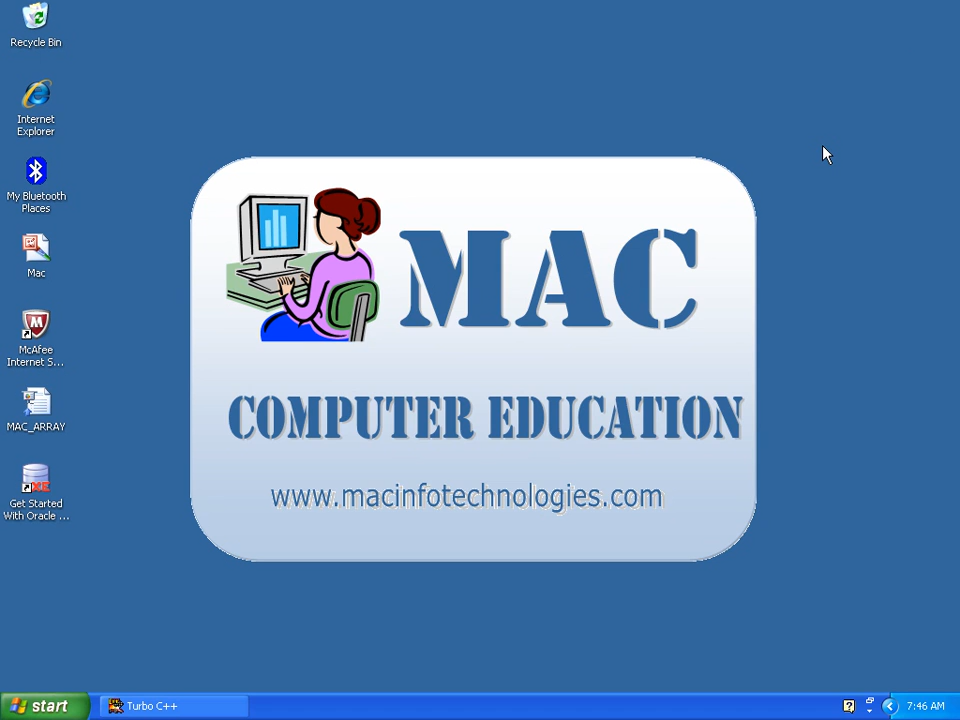 Recycle Bin
Internet
Explorer
My Bluetooth
Places
Mac
McAfee
Internet S...
MAC_ARRAY
Get Started
With Oracle ...
MAC
COMPUTER EDUCATION
www.macinfotechnologies.com
start
Turbo C++
7:46 AM